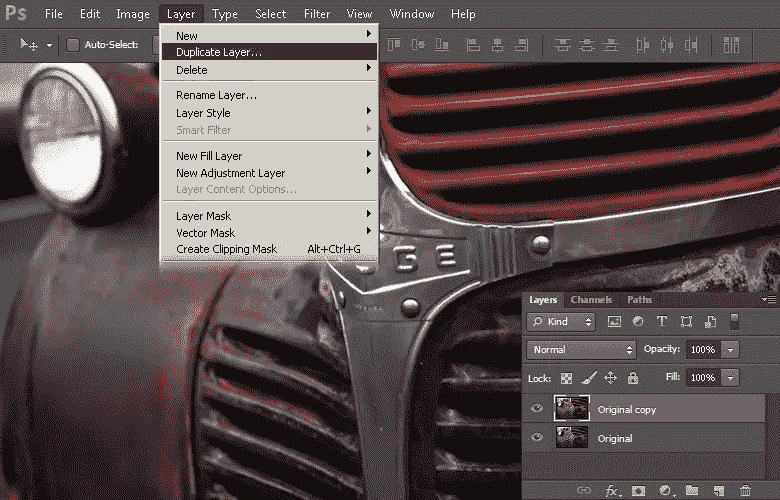 Ps File Edit Image Layer Type Select Filter View Window Help
Auto-Select:
New
Duplicate Layer...
Delete
Rename Layer...
Layer Style
Smart Filter
New Fill Layer
New Adjustment Layer
Layer Content Options...
Layer Mask
Vector Mask
Create Clipping Mask Alt+Ctrl+G
GE
Layers Channels Paths
Kind
Normal Opacity: 100%
Lock: Fill: 100%
Original copy
Original
fx